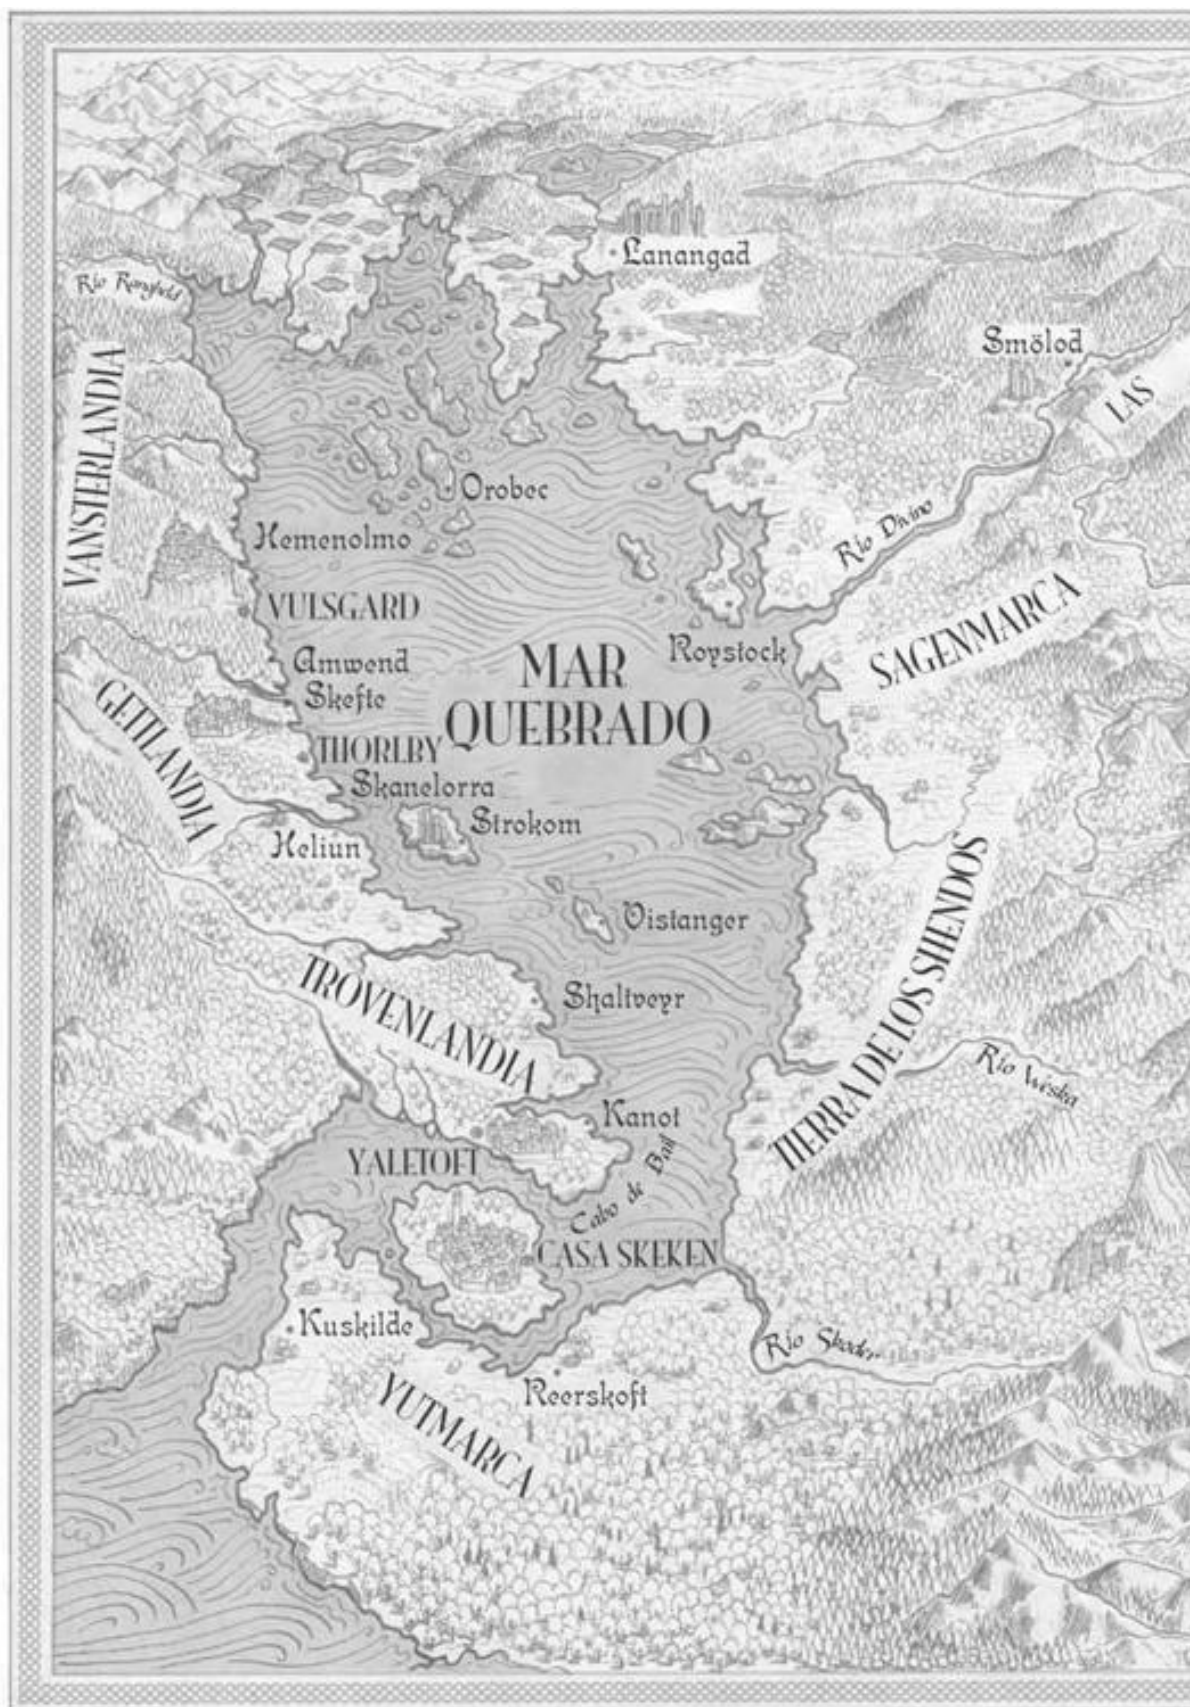 Lanangad
Río Rangheld
Smölod
LAS
VANSTERLANDIA
Orobec
Río Divino
Hemenolmo
VULSGARD
SAGENMARCA
Amwend
Roystock
Skefte
MAR
QUEBRADO
GETTLANDIA
THORLBY
Skanelorra
Strokom
Heliun
Vistanger
TIERRA DE LOS SHENDOS
Shaltveyr
TROVENLANDIA
Río Weska
Kanot
YALETOFT
Cabo de Bail
CASA SKEKEN
Kuskilde
Río Skoder
Reerskoft
YUTMARCA